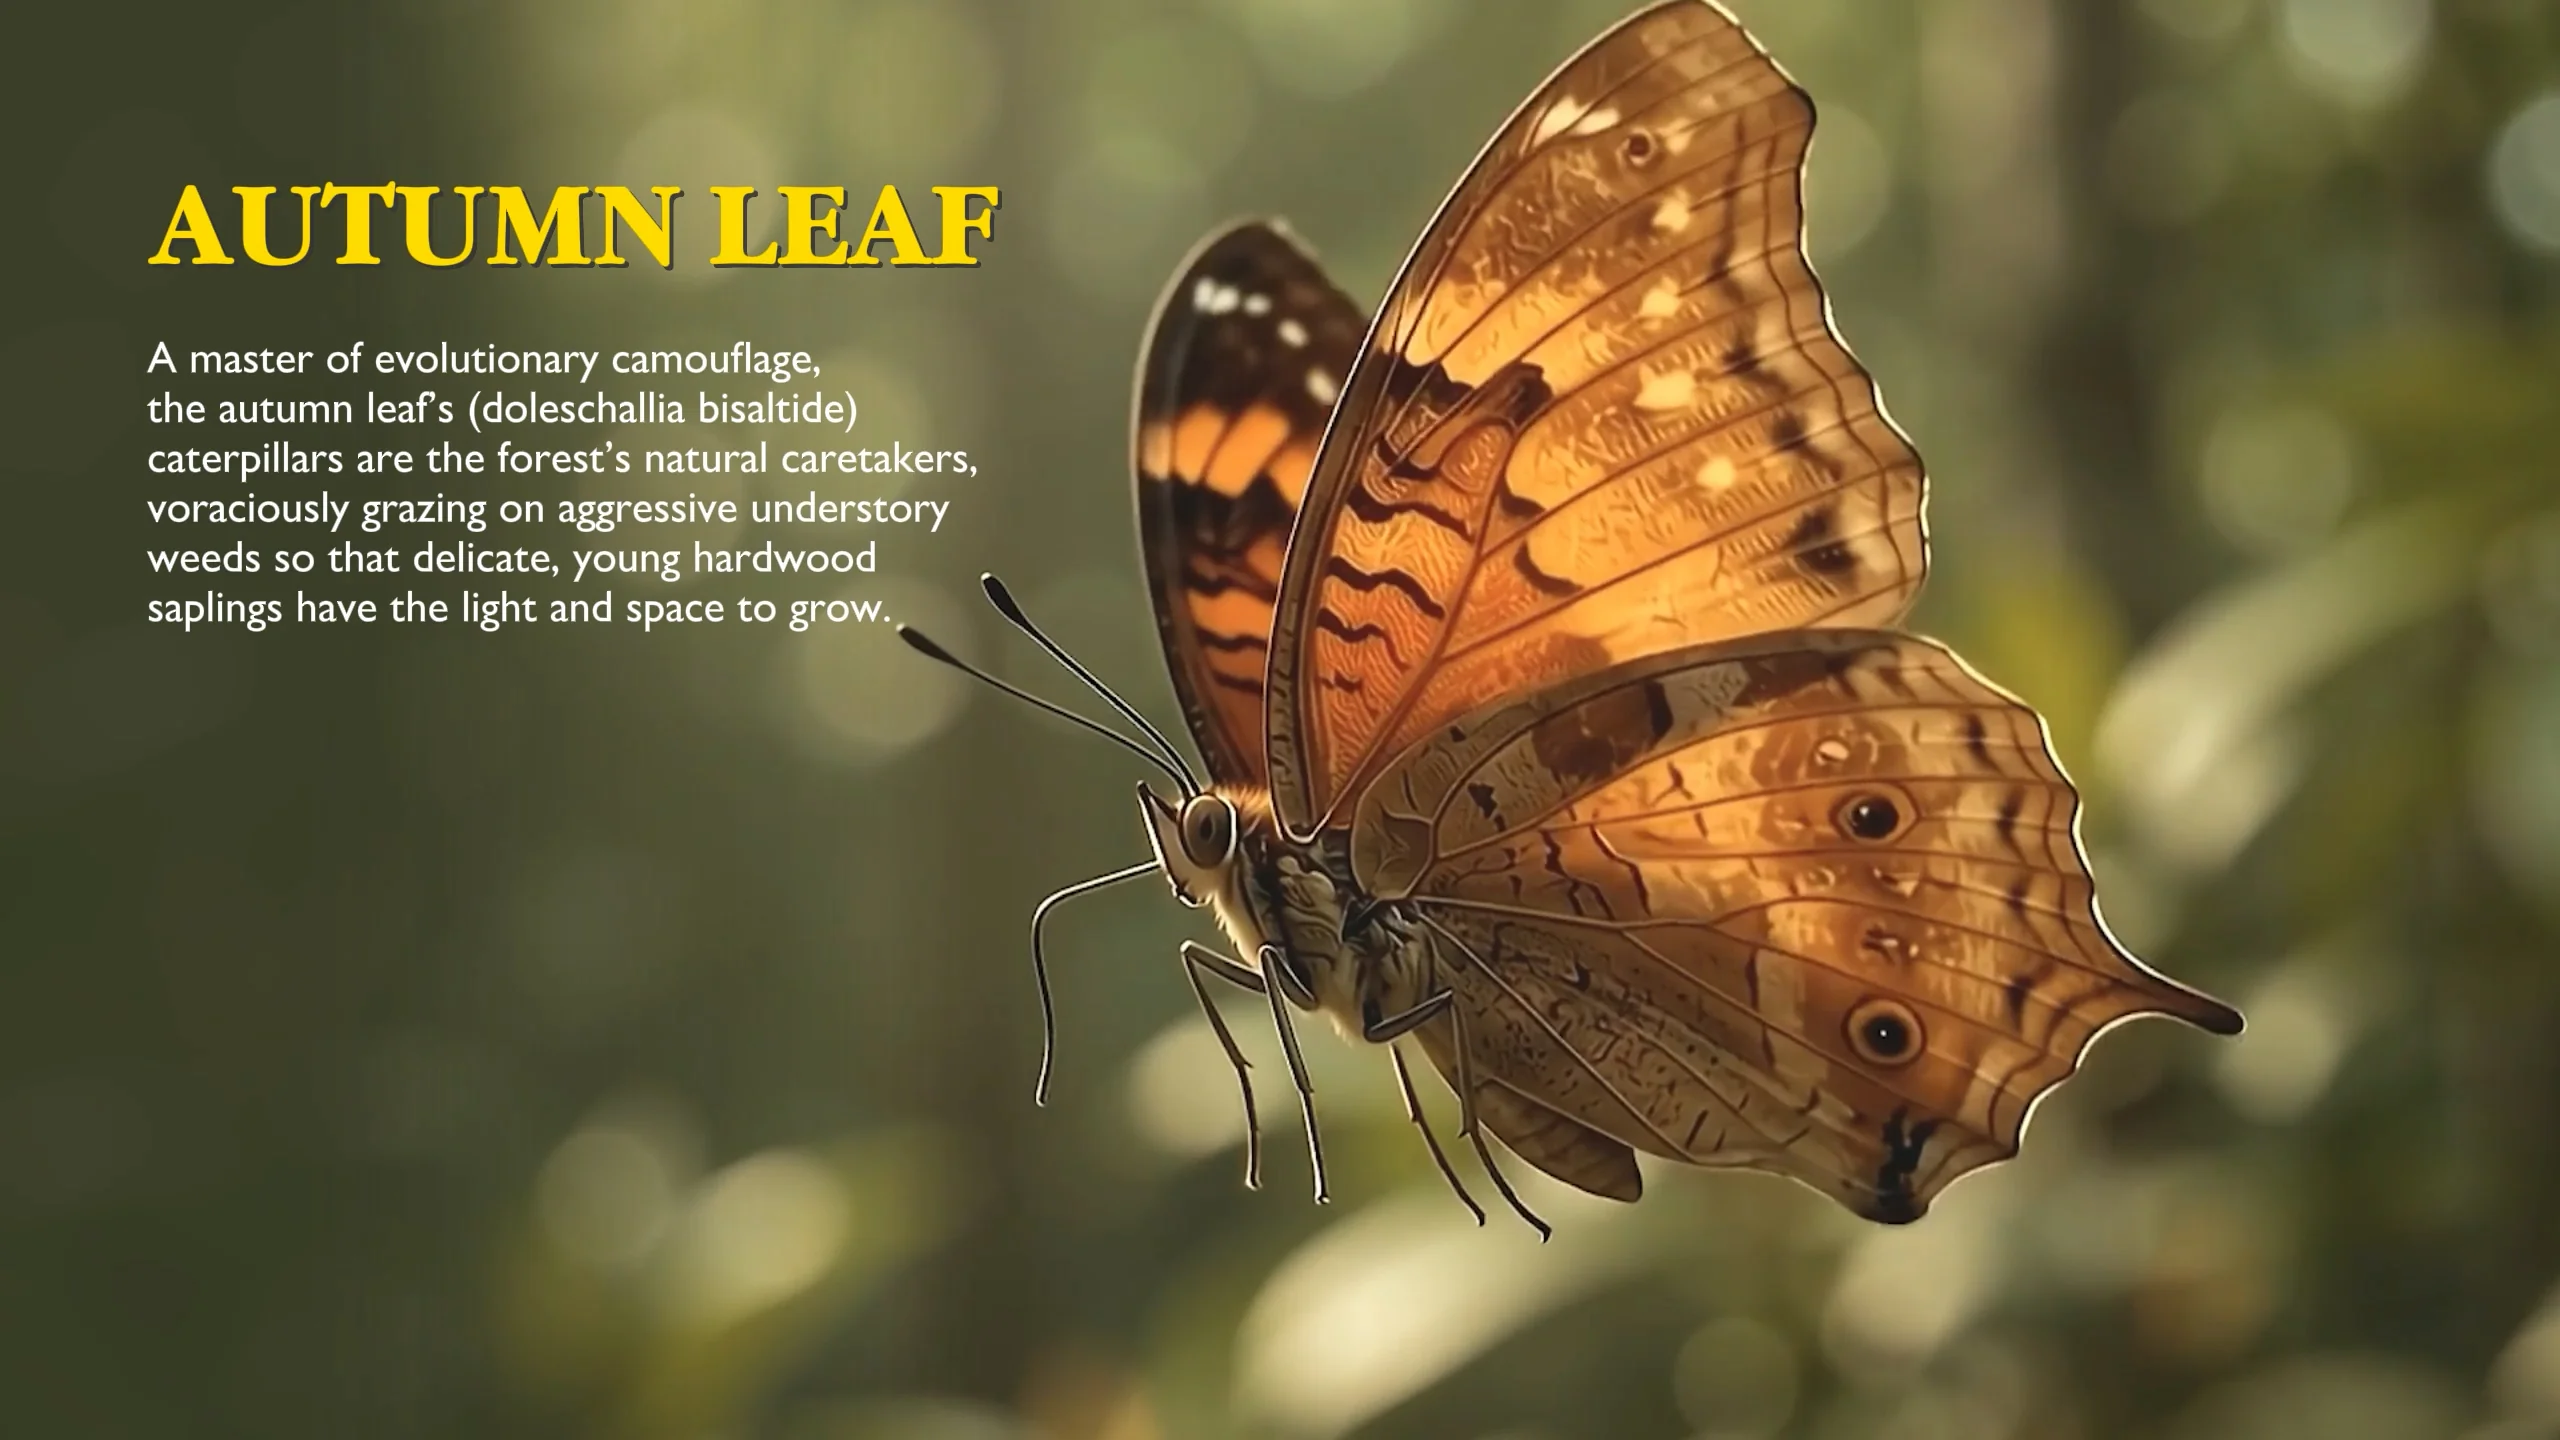 AUTUMN LEAF
A master of evolutionary camouflage,
the autumn leaf’s (doleschallia bisaltide)
caterpillars are the forest’s natural caretakers,
voraciously grazing on aggressive understory
weeds so that delicate, young hardwood
saplings have the light and space to grow.